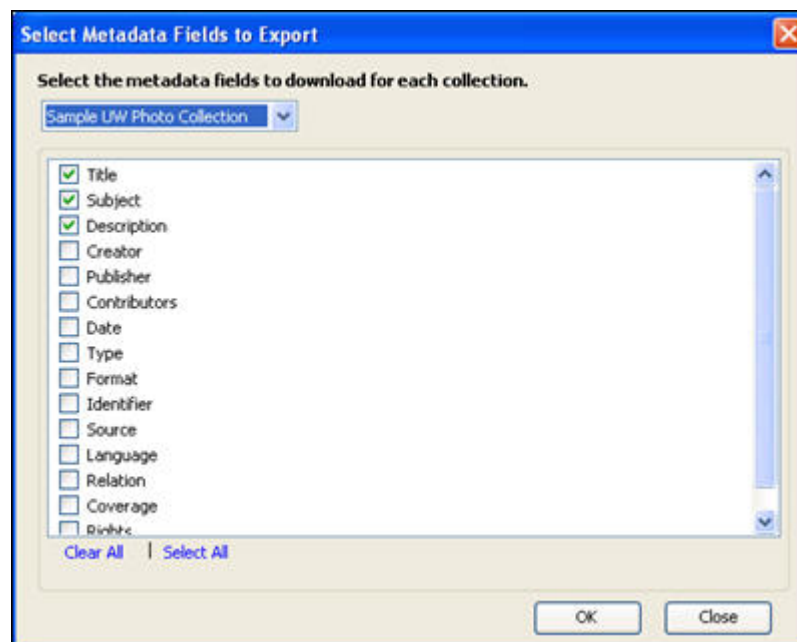 Select Metadata Fields to Export
Select the metadata fields to download for each collection.
Sample UW Photo Collection
Title
Subject
Description
Creator
Publisher
Contributors
Date
Type
Format
Identifier
Source
Language
Relation
Coverage
Rights
Clear All | Select All
OK Close